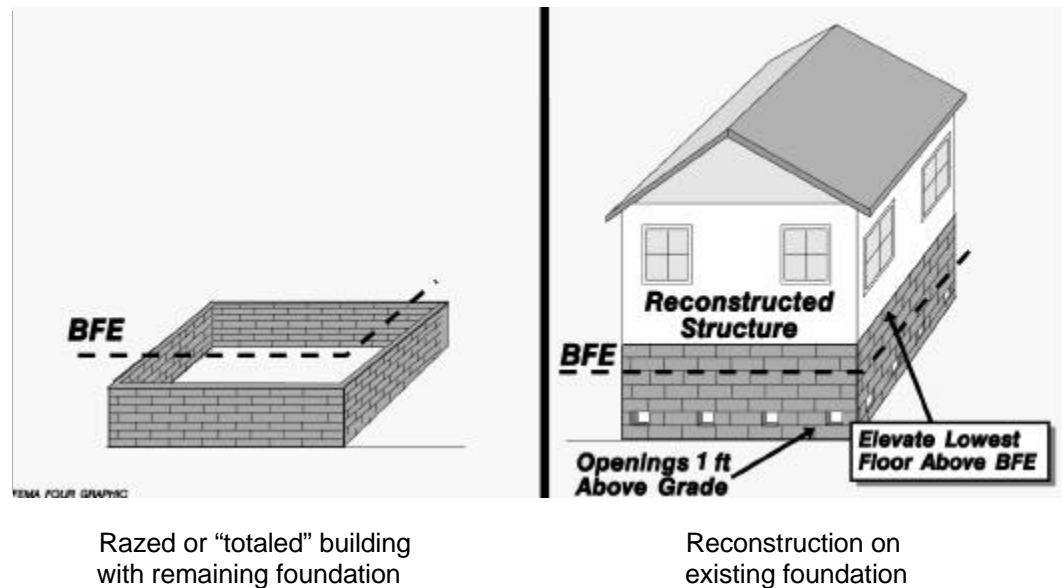 BFE
FEMA FOUR GRAPHIC
Reconstructed
Structure
BFE
Openings 1 ft
Above Grade
Elevate Lowest
Floor Above BFE
Razed or “totaled” building
with remaining foundation
Reconstruction on
existing foundation